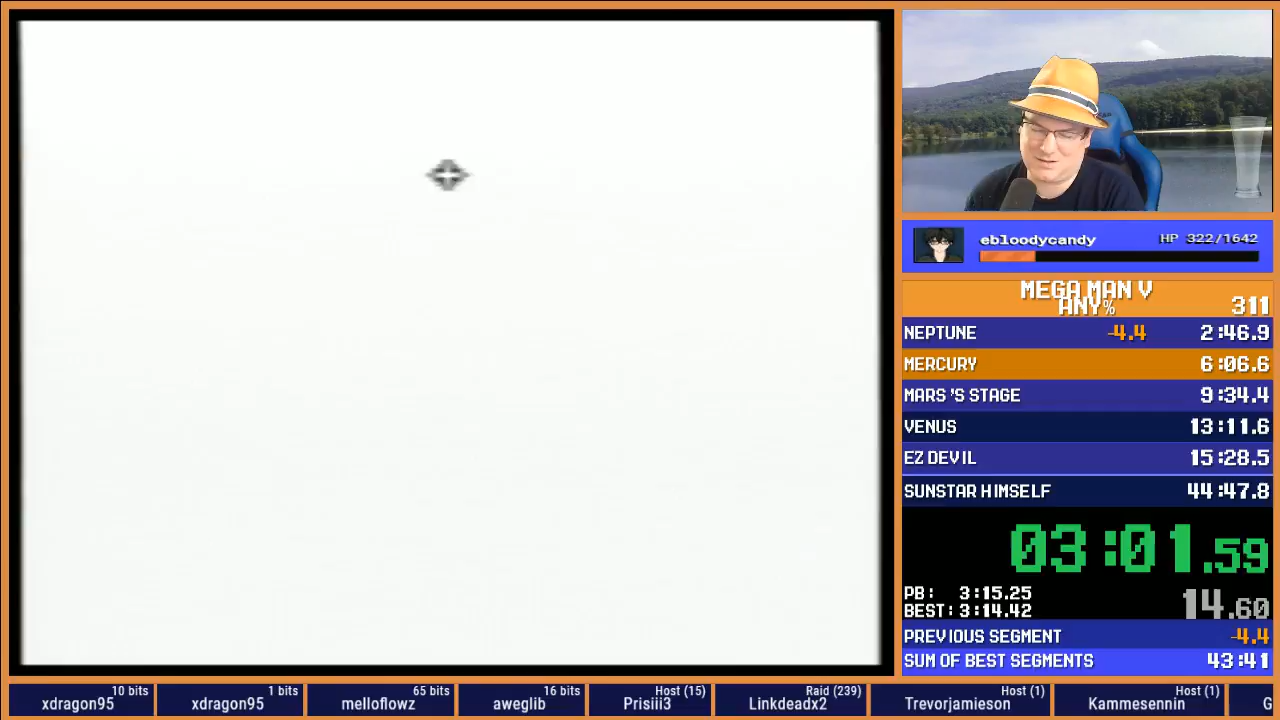 ebloodycandy HP 322/1642
MEGA MAN V
ANY% 311
NEPTUNE -4.4 2:46.9
MERCURY 6:06.6
MARS 'S STAGE 9:34.4
VENUS 13:11.6
EZ DEVIL 15:28.5
SUNSTAR HIMSELF 44:47.8
03:01.59
PB: 3:15.25
BEST: 3:14.42
14.60
PREVIOUS SEGMENT -4.4
SUM OF BEST SEGMENTS 43:41
10 bits
xdragon95
1 bits
xdragon95
65 bits
melloflowz
16 bits
aweglib
Host (15)
Prisiii3
Raid (239)
Linkdeadx2
Host (1)
Trevorjamieson
Host (1)
Kammesennin
G